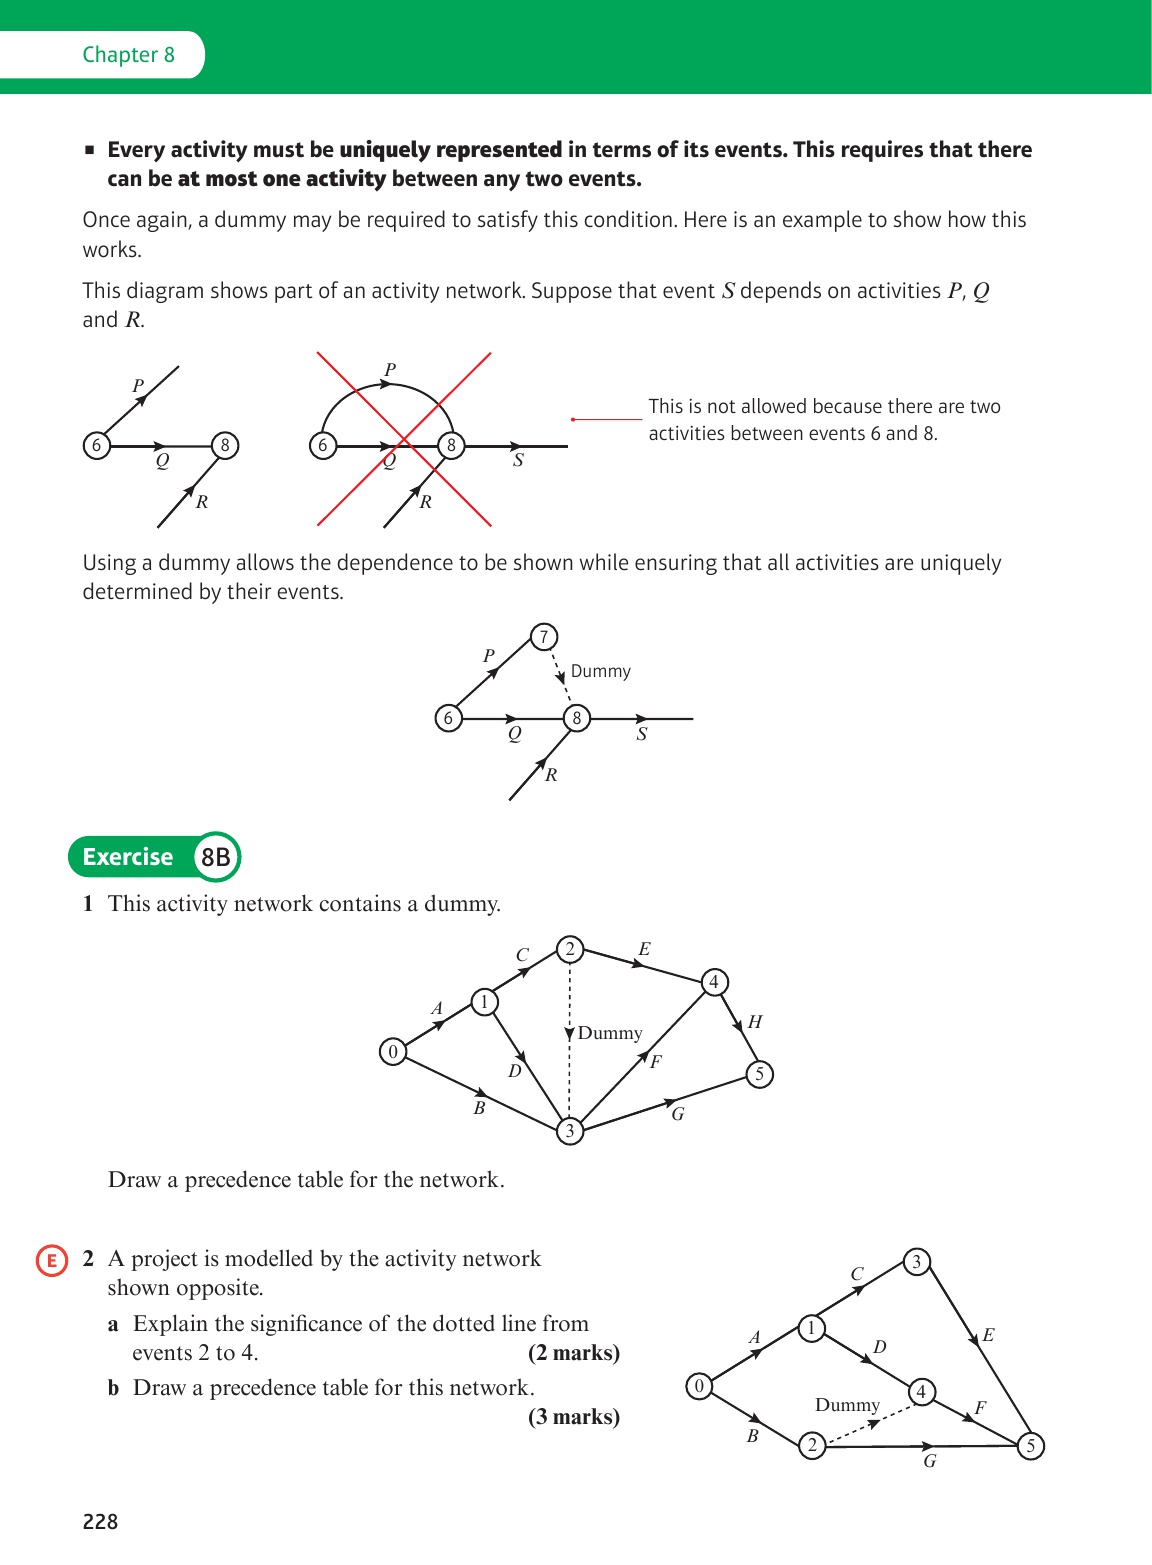 Chapter 8
■ Every activity must be uniquely represented in terms of its events. This requires that there
can be at most one activity between any two events.
Once again, a dummy may be required to satisfy this condition. Here is an example to show how this
works.
This diagram shows part of an activity network. Suppose that event S depends on activities P, Q
and R.
P
6
Q
8
R
P
6
Q
8
S
R
This is not allowed because there are two
activities between events 6 and 8.
Using a dummy allows the dependence to be shown while ensuring that all activities are uniquely
determined by their events.
7
P
Dummy
6
Q
8
S
R
Exercise 8B
1 This activity network contains a dummy.
C
2
E
4
A
1
H
Dummy
0
D
F
5
B
G
3
Draw a precedence table for the network.
E
2 A project is modelled by the activity network
shown opposite.
a Explain the significance of the dotted line from
events 2 to 4. (2 marks)
b Draw a precedence table for this network.
(3 marks)
3
C
1
A
D
E
0
4
Dummy
F
B
2
G
5
228